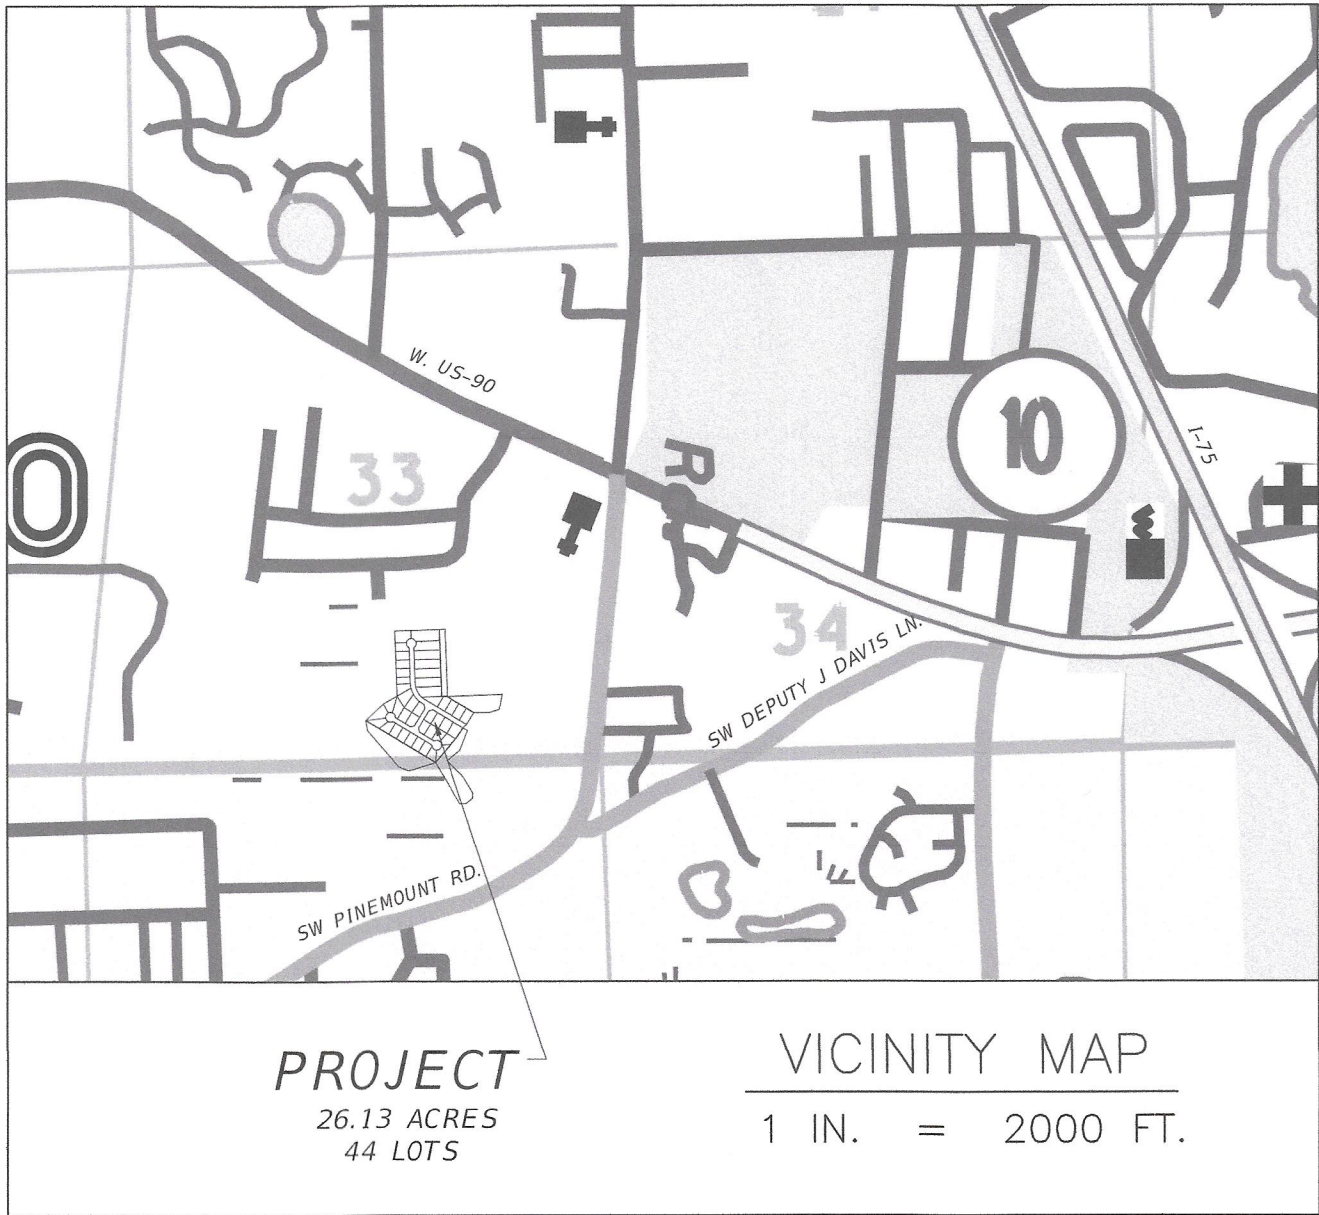 W. US-90
10
I-75
R
33
W
34
SW DEPUTY J DAVIS LN.
SW PINEMOUNT RD.
PROJECT
26.13 ACRES
44 LOTS
VICINITY MAP
1 IN. = 2000 FT.